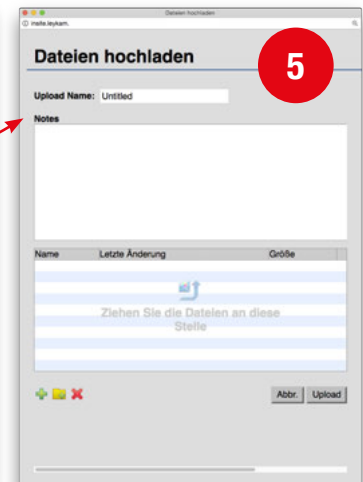 Dateien hochladen
insite.leykam.
Dateien hochladen
5
Upload Name: Untitled
Notes
Name Letzte Änderung Größe
Ziehen Sie die Dateien an diese
Stelle
Abbr. Upload